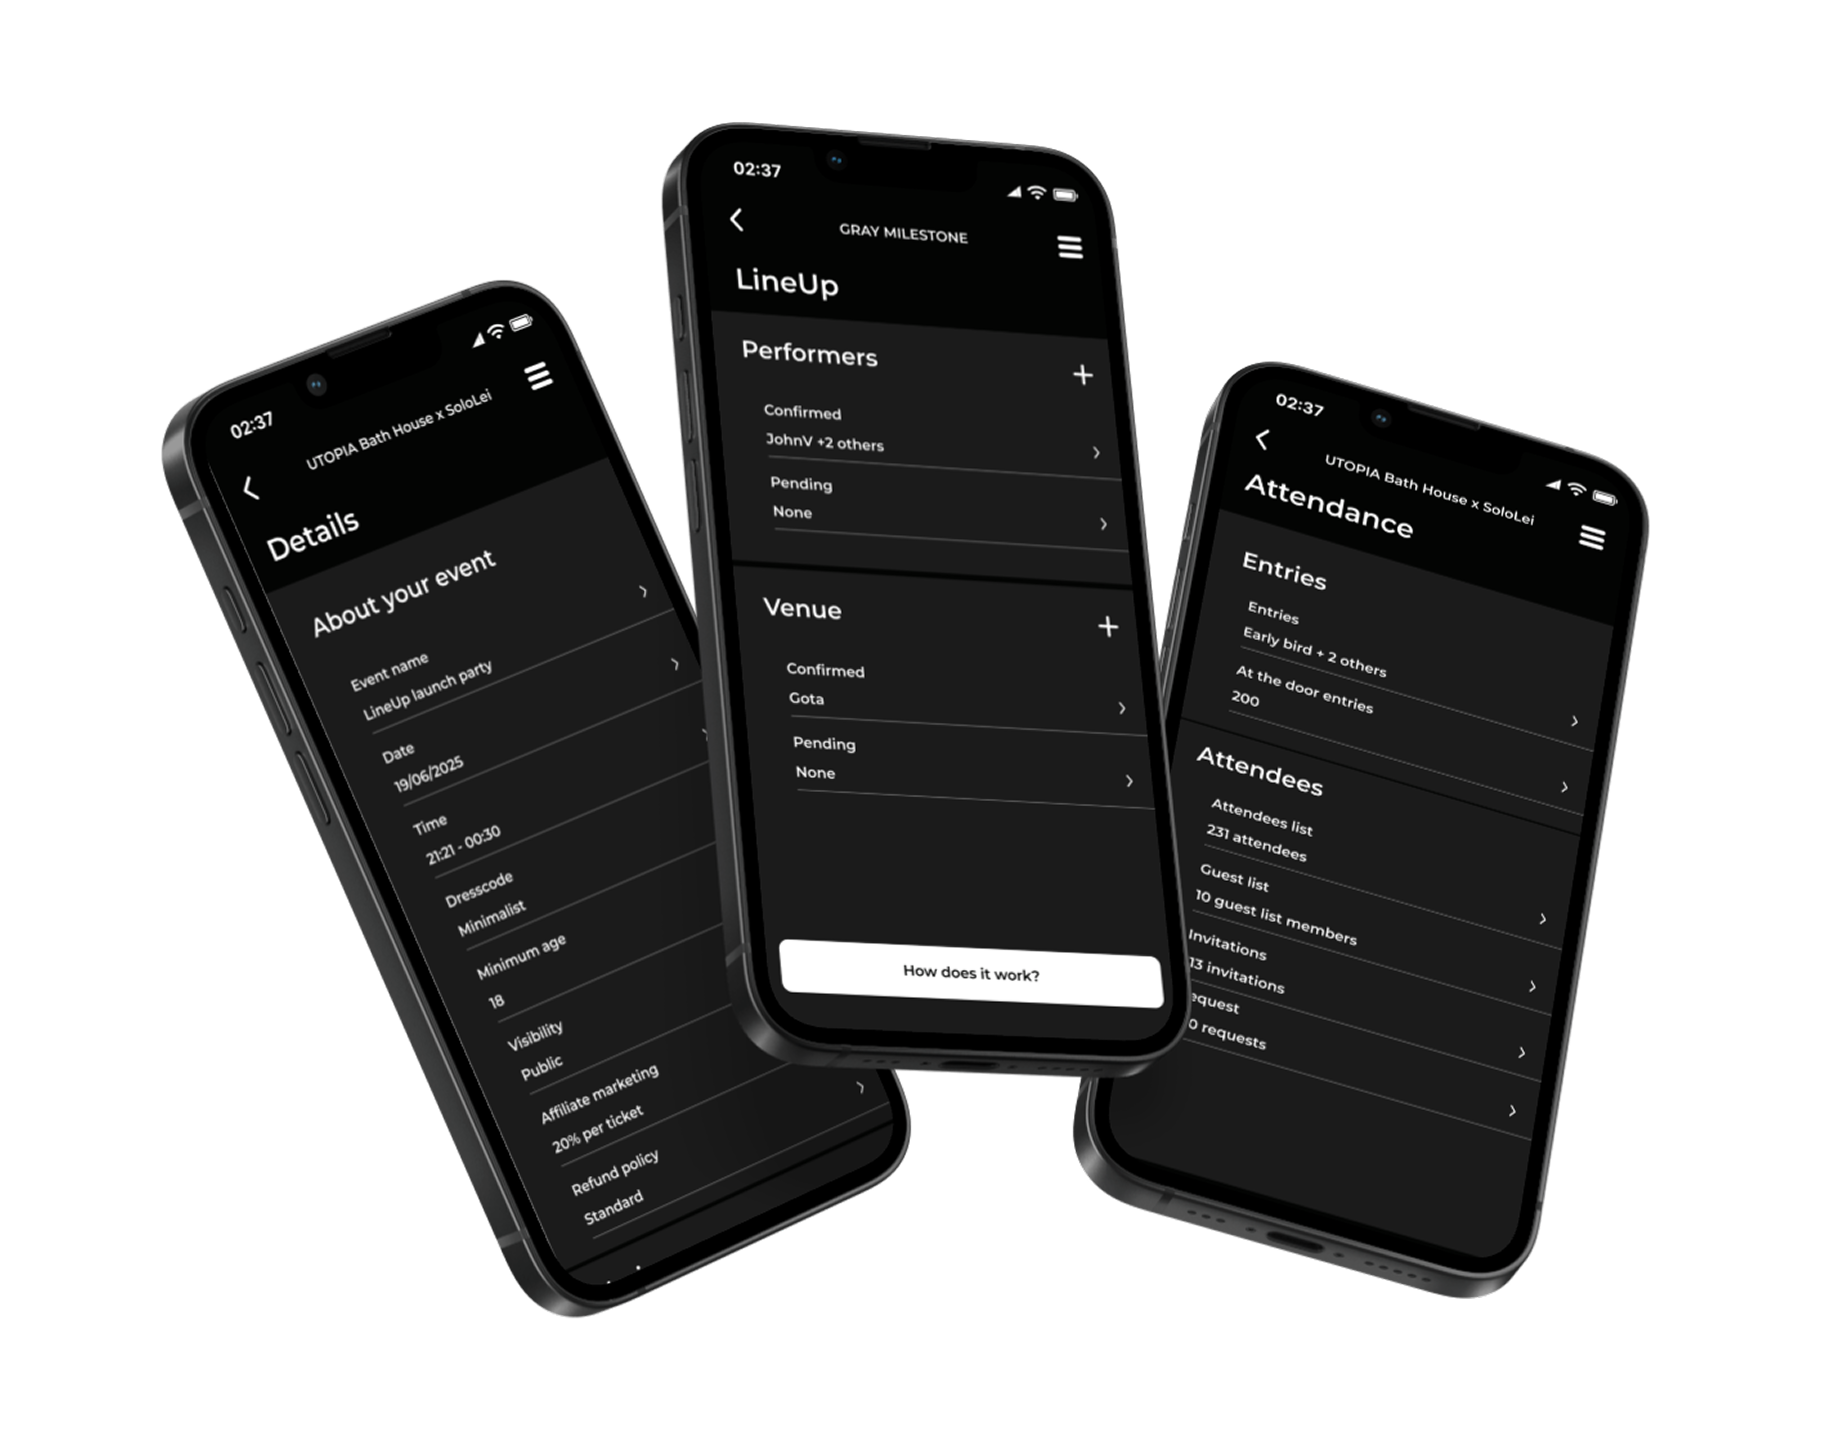 02:37
UTOPIA Bath House x SoloLei
Details
About your event
Event name
LineUp launch party
Date
19/06/2025
Time
21:21 - 00:30
Dresscode
Minimalist
Minimum age
18
Visibility
Public
Affiliate marketing
20% per ticket
Refund policy
Standard
02:37
GRAY MILESTONE
LineUp
Performers
Confirmed
JohnV +2 others
Pending
None
Venue
Confirmed
Gota
Pending
None
How does it work?
02:37
UTOPIA Bath House x SoloLei
Attendance
Entries
Entries
Early bird + 2 others
At the door entries
200
Attendees
Attendees list
231 attendees
Guest list
10 guest list members
Invitations
13 invitations
equest
0 requests